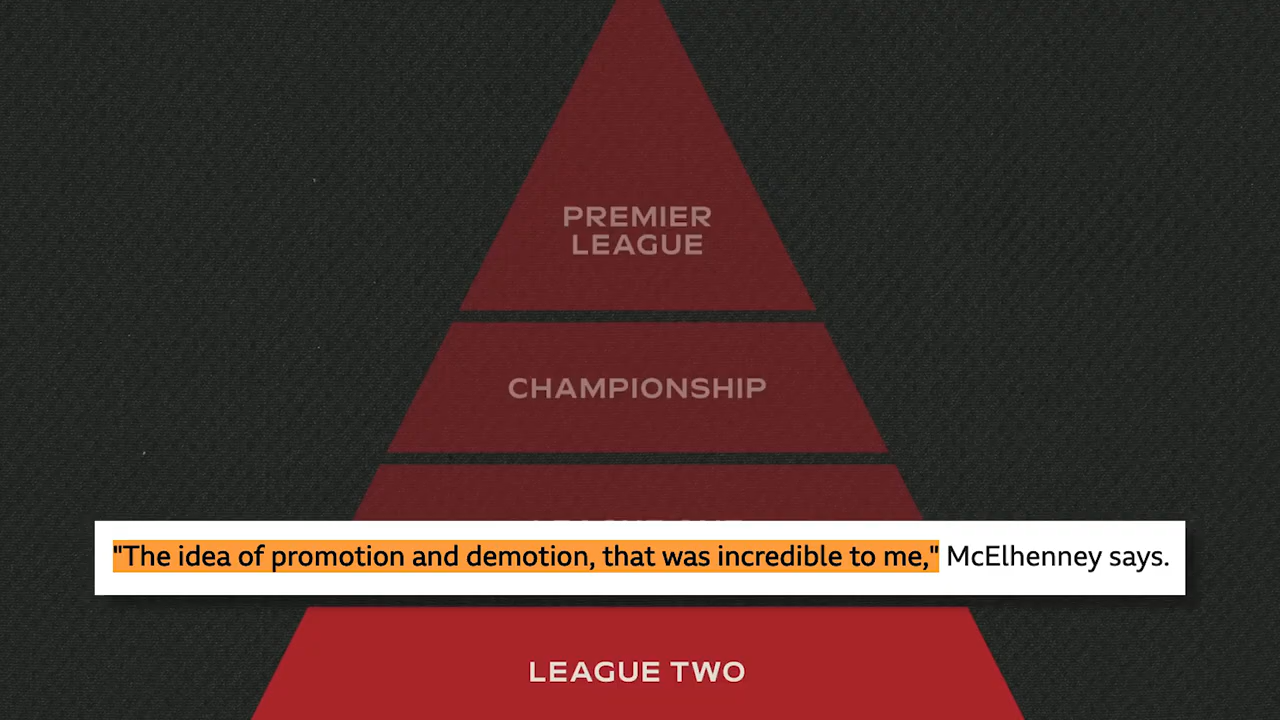 PREMIER
LEAGUE
CHAMPIONSHIP
"The idea of promotion and demotion, that was incredible to me," McElhenney says.
LEAGUE TWO